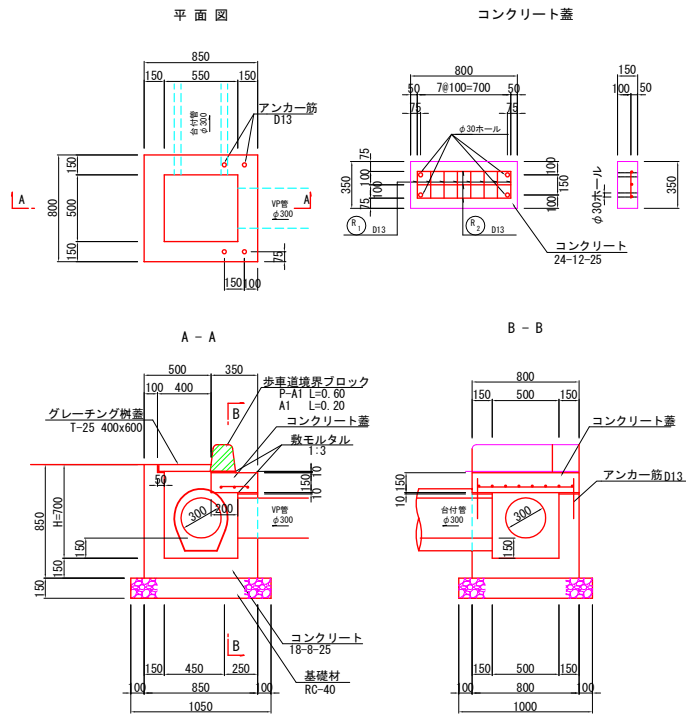 平 面 図
850
150 550 150
台付管
φ300
アンカー筋
D13
150
500
150
800
A
A
VP管
φ300
150 100
75
コンクリート蓋
800
50 7@100=700 50
75 75
φ30ホール
75
100
100
75
350
100
150
100
R1 D13
R2 D13
コンクリート
24-12-25
150
100 50
φ30ホール
350
A - A
500 350
100 400
歩車道境界ブロック
P-A1 L=0.60
A1 L=0.20
B
グレーチング桝蓋
T-25 400x600
コンクリート蓋
敷モルタル
1:3
50
10
150
10
850
H=700
300
200
VP管
φ300
150
150
150
B
コンクリート
18-8-25
150 450 250
基礎材
RC-40
100 850 100
1050
B - B
800
150 500 150
コンクリート蓋
アンカー筋 D13
150
10
台付管
φ300
300
150
150 500 150
100 800 100
1000